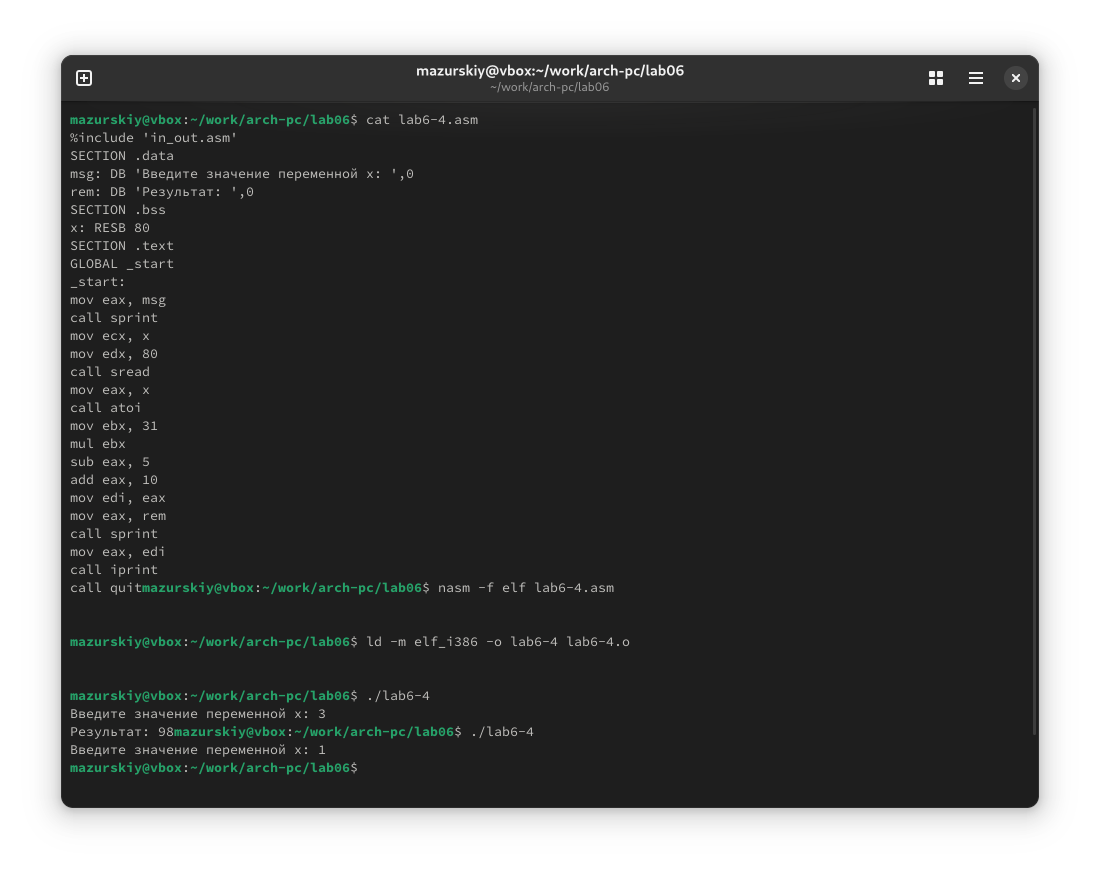 mazurskiy@vbox:~/work/arch-pc/lab06
~/work/arch-pc/lab06
mazurskiy@vbox:~/work/arch-pc/lab06$ cat lab6-4.asm
%include 'in_out.asm'
SECTION .data
msg: DB 'Введите значение переменной x: ',0
rem: DB 'Результат: ',0
SECTION .bss
x: RESB 80
SECTION .text
GLOBAL _start
_start:
mov eax, msg
call sprint
mov ecx, x
mov edx, 80
call sread
mov eax, x
call atoi
mov ebx, 31
mul ebx
sub eax, 5
add eax, 10
mov edi, eax
mov eax, rem
call sprint
mov eax, edi
call iprint
call quitmazurskiy@vbox:~/work/arch-pc/lab06$ nasm -f elf lab6-4.asm
mazurskiy@vbox:~/work/arch-pc/lab06$ ld -m elf_i386 -o lab6-4 lab6-4.o
mazurskiy@vbox:~/work/arch-pc/lab06$ ./lab6-4
Введите значение переменной x: 3
Результат: 98mazurskiy@vbox:~/work/arch-pc/lab06$ ./lab6-4
Введите значение переменной x: 1
mazurskiy@vbox:~/work/arch-pc/lab06$